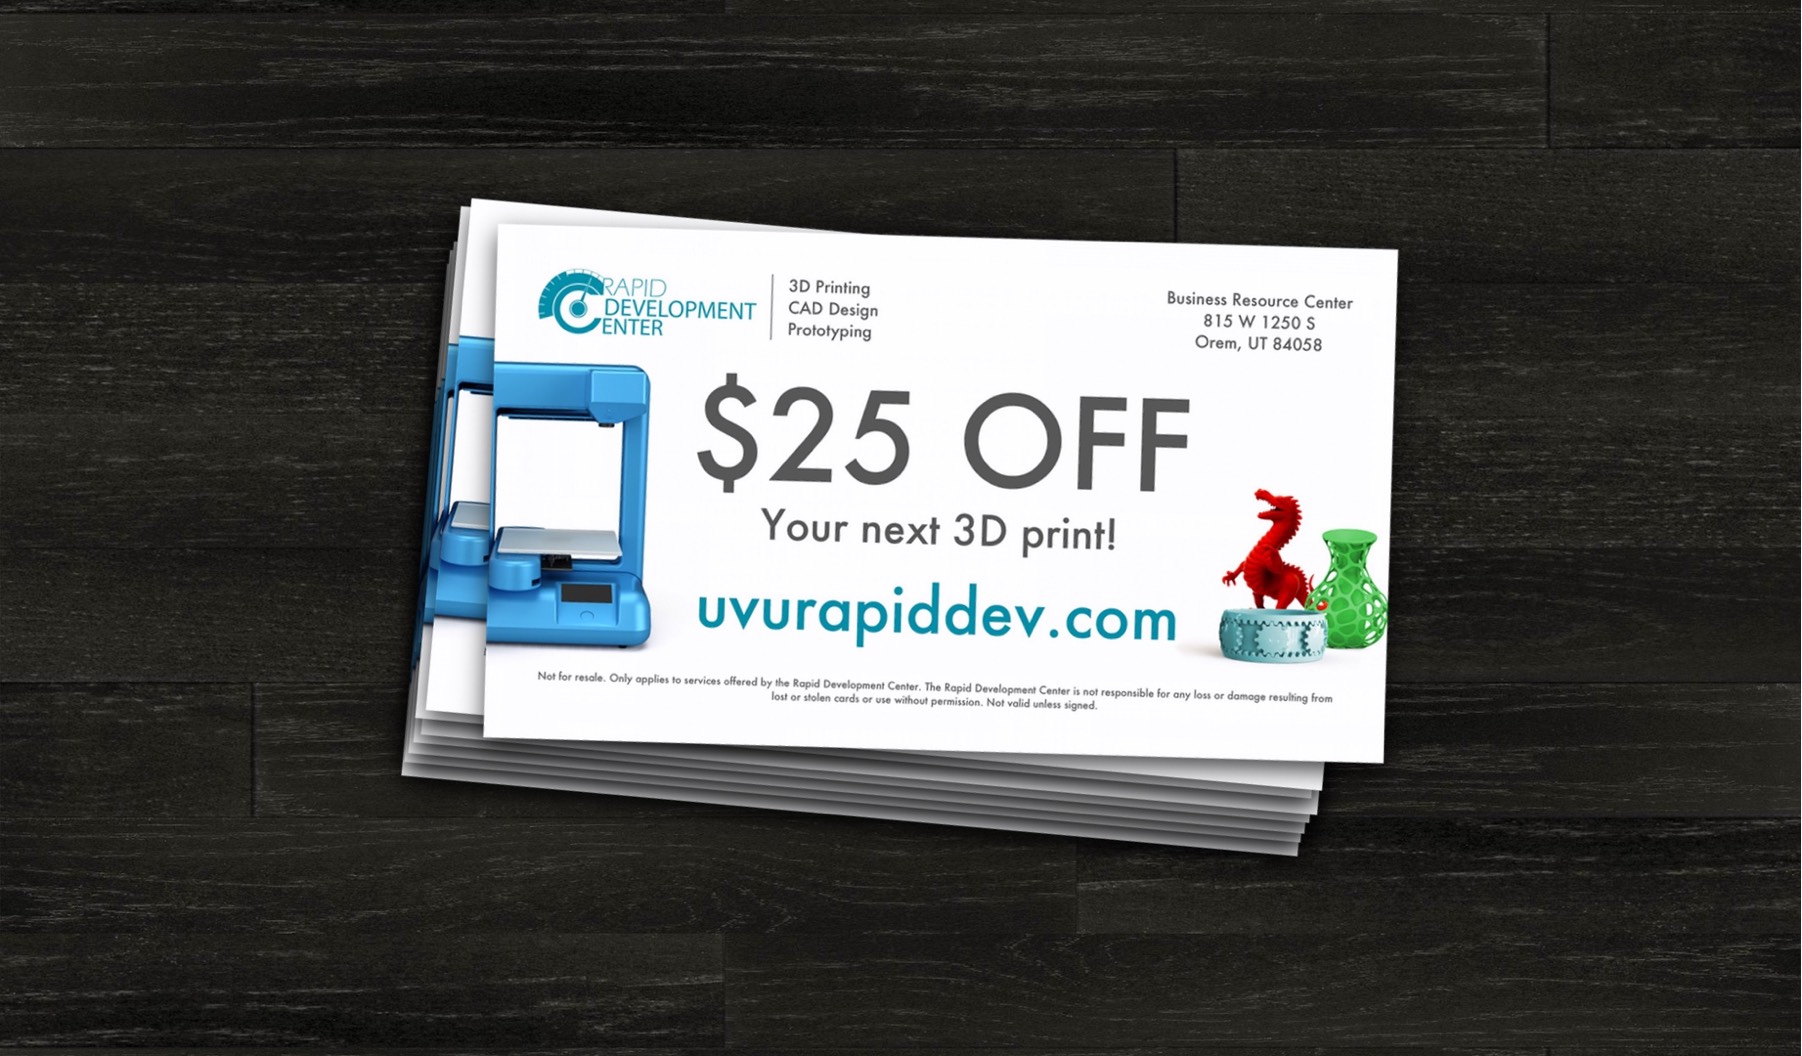 RAPID
DEVELOPMENT
CENTER
3D Printing
CAD Design
Prototyping
Business Resource Center
815 W 1250 S
Orem, UT 84058
$25 OFF
Your next 3D print!
uvurapiddev.com
Not for resale. Only applies to services offered by the Rapid Development Center. The Rapid Development Center is not responsible for any loss or damage resulting from
lost or stolen cards or use without permission. Not valid unless signed.